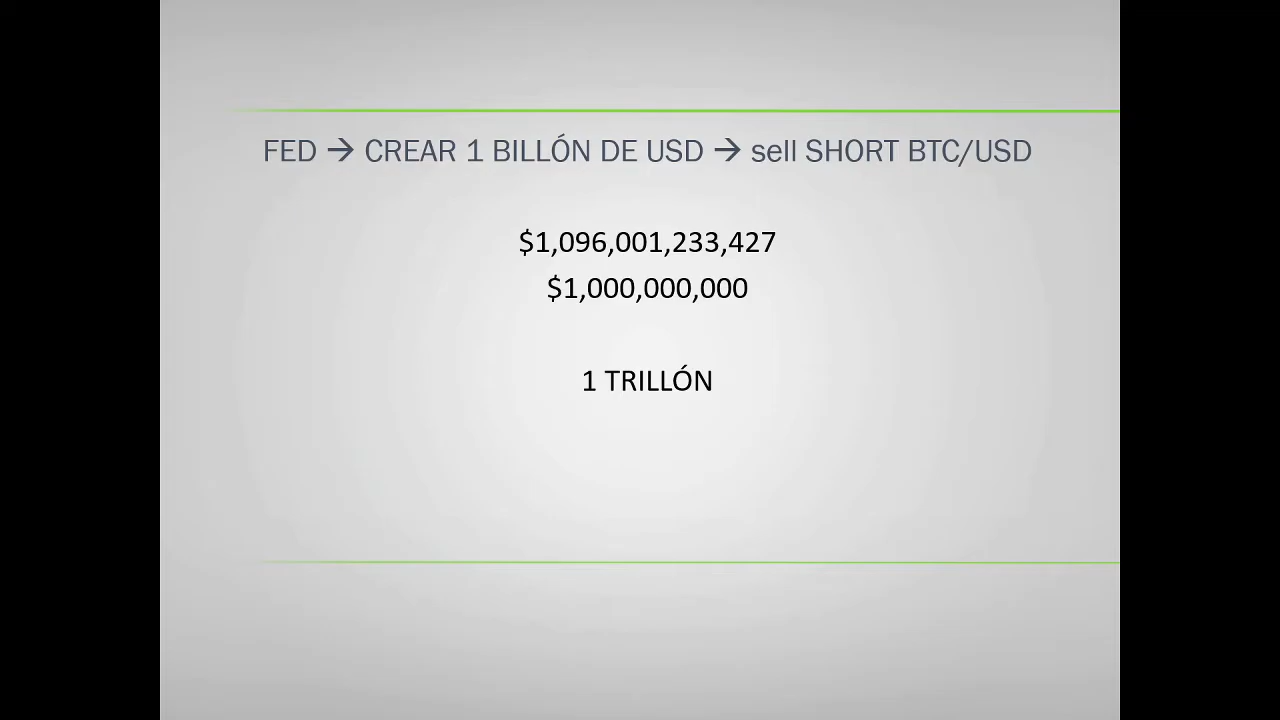 FED → CREAR 1 BILLÓN DE USD → sell SHORT BTC/USD
$1,096,001,233,427
$1,000,000,000
1 TRILLÓN